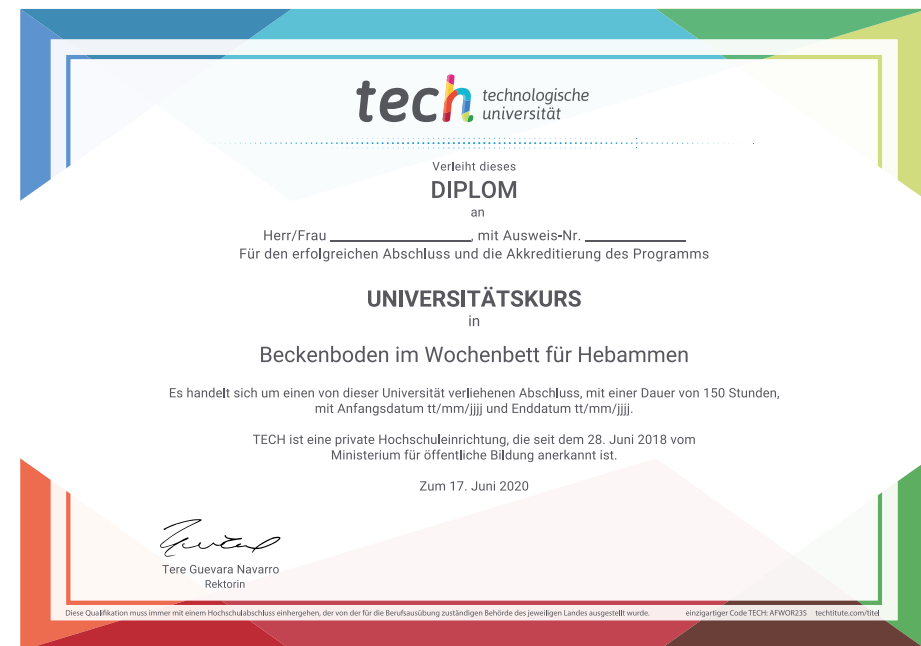 tech technologische
universität
Verleiht dieses
DIPLOM
an
Herr/Frau ____________________, mit Ausweis-Nr. ______________
Für den erfolgreichen Abschluss und die Akkreditierung des Programms
UNIVERSITÄTSKURS
in
Beckenboden im Wochenbett für Hebammen
Es handelt sich um einen von dieser Universität verliehenen Abschluss, mit einer Dauer von 150 Stunden,
mit Anfangsdatum tt/mm/jjjj und Enddatum tt/mm/jjjj.
TECH ist eine private Hochschuleinrichtung, die seit dem 28. Juni 2018 vom
Ministerium für öffentliche Bildung anerkannt ist.
Zum 17. Juni 2020
Tere Guevara Navarro
Rektorin
Diese Qualifikation muss immer mit einem Hochschulabschluss einhergehen, der von der für die Berufsausübung zuständigen Behörde des jeweiligen Landes ausgestellt wurde. einzigartiger Code TECH: AFWOR23S techtitute.com/titel